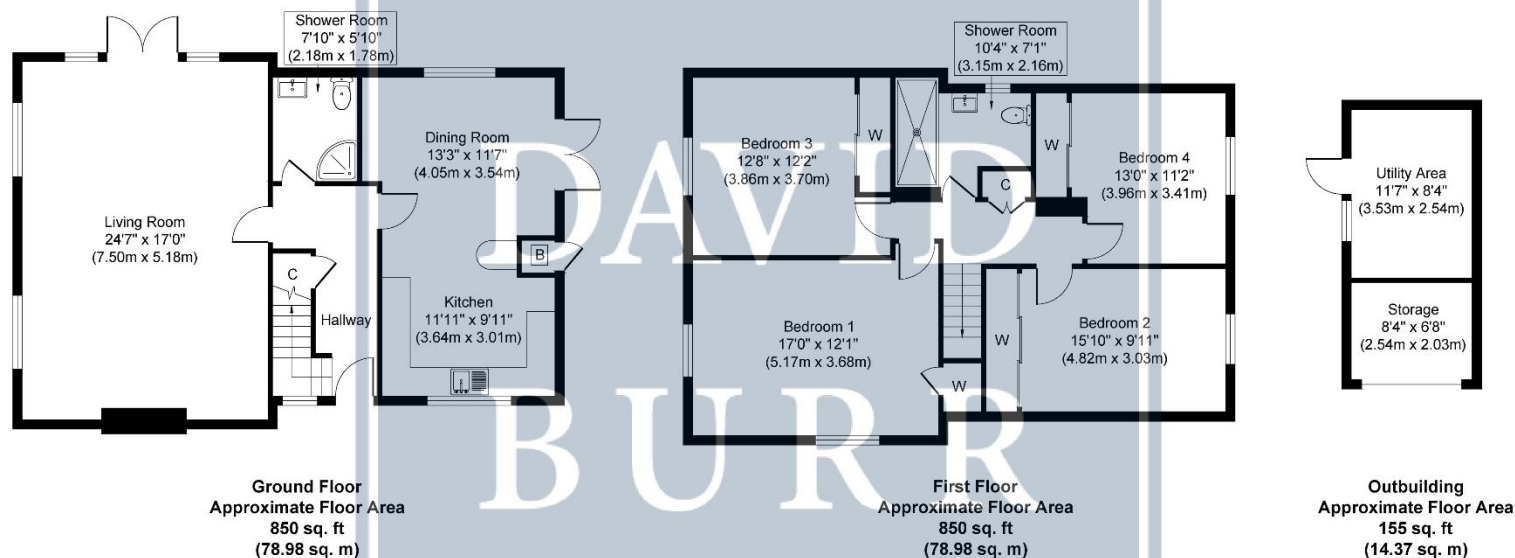 Shower Room
7'10" x 5'10"
(2.18m x 1.78m)
Living Room
24'7" x 17'0"
(7.50m x 5.18m)
C
Hallway
Dining Room
13'3" x 11'7"
(4.05m x 3.54m)
B
Kitchen
11'11" x 9'11"
(3.64m x 3.01m)
Ground Floor
Approximate Floor Area
850 sq. ft
(78.98 sq. m)
Shower Room
10'4" x 7'1"
(3.15m x 2.16m)
Bedroom 3
12'8" x 12'2"
(3.86m x 3.70m)
W
W
C
Bedroom 4
13'0" x 11'2"
(3.96m x 3.41m)
Bedroom 1
17'0" x 12'1"
(5.17m x 3.68m)
W
W
Bedroom 2
15'10" x 9'11"
(4.82m x 3.03m)
First Floor
Approximate Floor Area
850 sq. ft
(78.98 sq. m)
Utility Area
11'7" x 8'4"
(3.53m x 2.54m)
Storage
8'4" x 6'8"
(2.54m x 2.03m)
Outbuilding
Approximate Floor Area
155 sq. ft
(14.37 sq. m)
DAVID
BURR